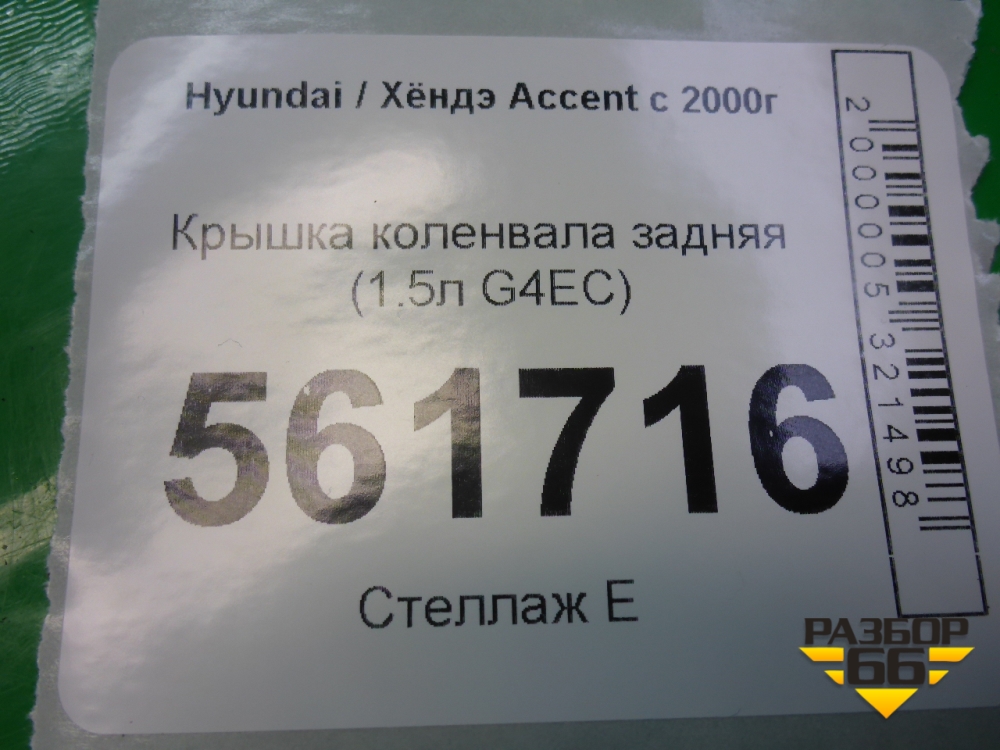 Hyundai / Хёндэ Accent с 2000г
Крышка коленвала задняя
(1.5л G4EC)
561716
Стеллаж Е
2000005321498
РАЗБОР
66